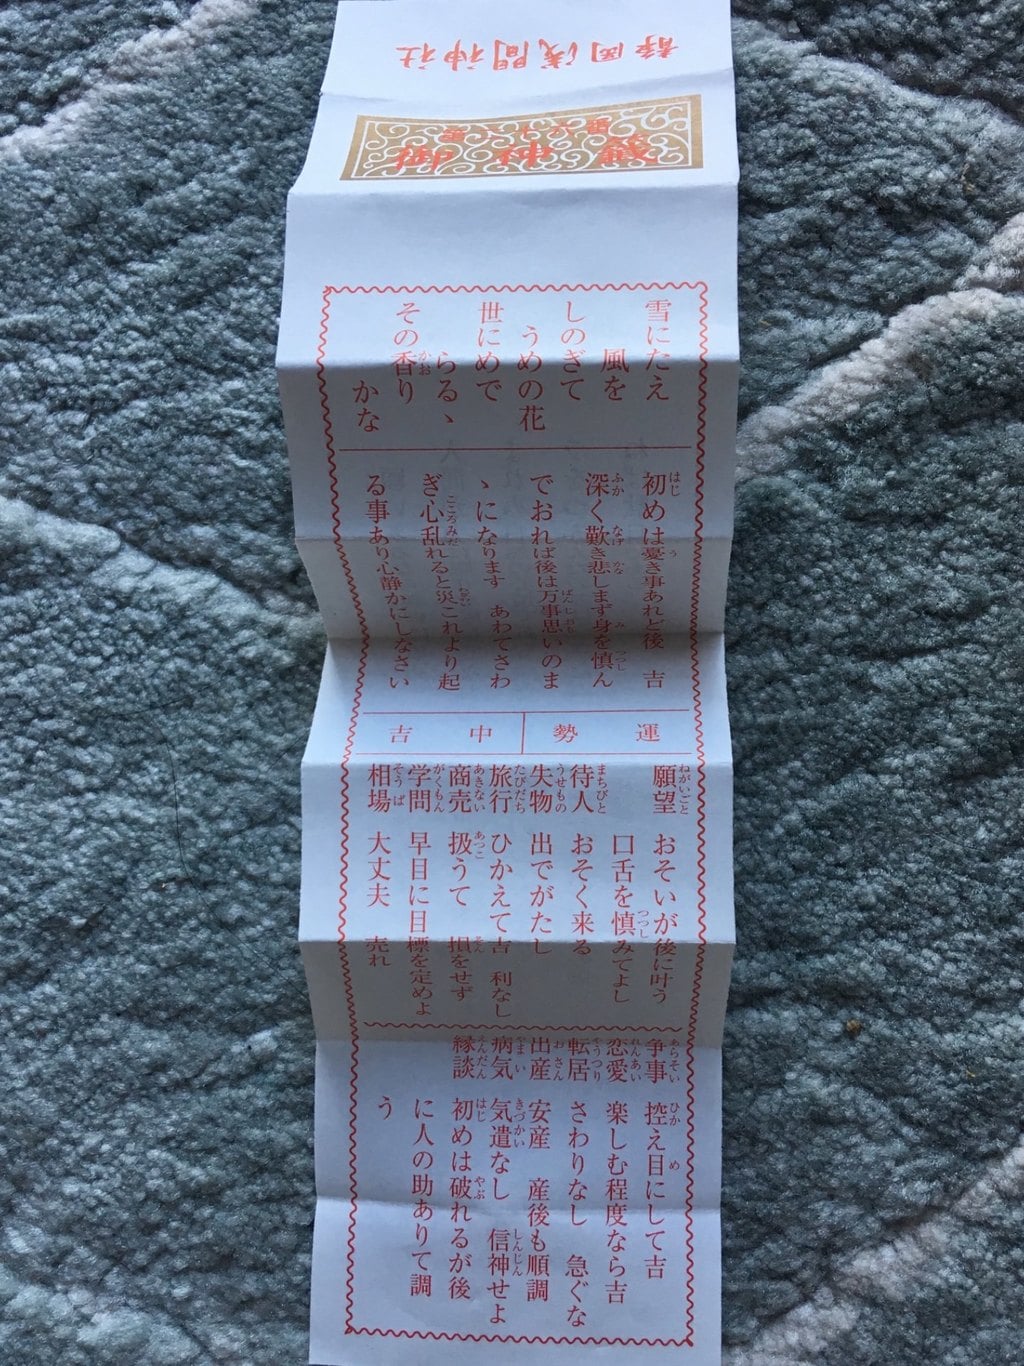 静岡浅間神社
御神籤
雪にたえ
風を
しのぎて
うめの花
世にめで
らるゝ
その香り
かな
初めは憂き事あれど後 吉
深く歎き悲しまず身を慎ん
でおれば後は万事思いのま
ゝになります あわてさわ
ぎ心乱れると災これより起
る事あり心静かにしなさい
運勢 中吉
願望 おそいが後に叶う
口舌を慎みてよし
待人 おそく来る
失物 出でがたし
旅行 ひかえて吉 利なし
商売 扱うて 損をせず
学問 早目に目標を定めよ
相場 大丈夫 売れ
争事 控え目にして吉
恋愛 楽しむ程度なら吉
転居 さわりなし 急ぐな
出産 安産 産後も順調
病気 気遣なし 信神せよ
縁談 初めは破れるが後
に人の助ありて調
う